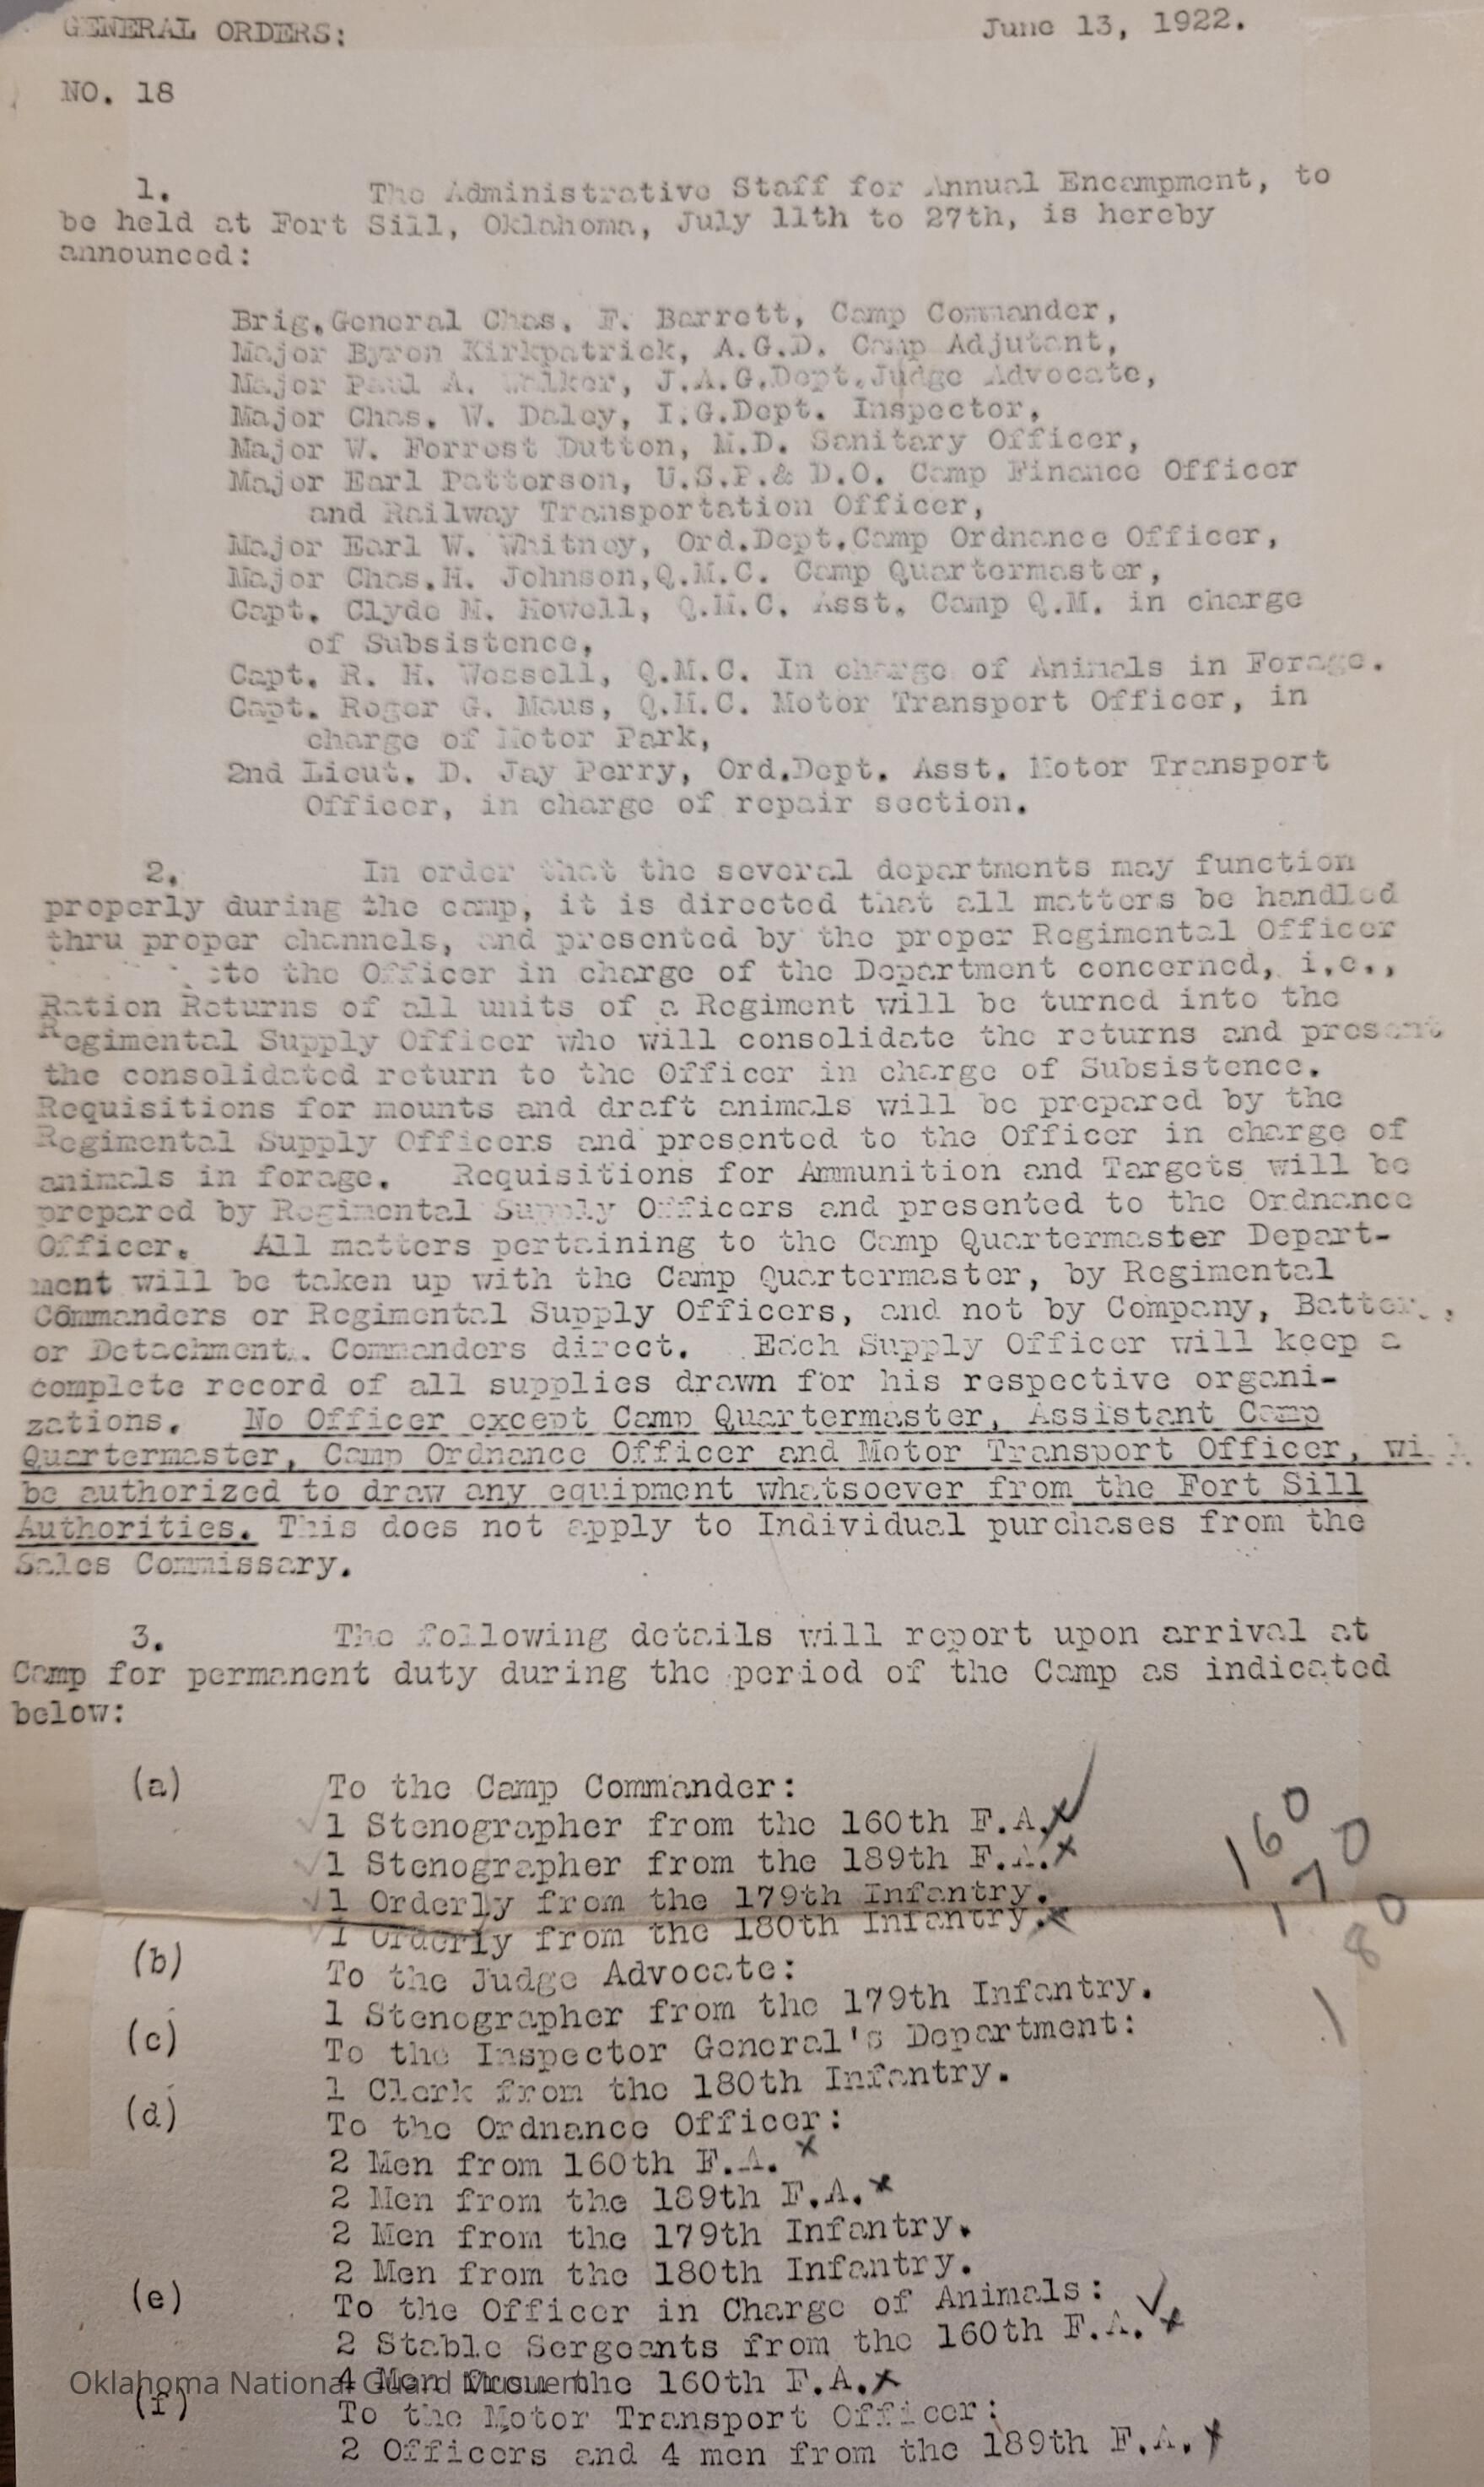 GENERAL ORDERS: June 13, 1922.
NO. 18
1. The Administrative Staff for Annual Encampment, to
be held at Fort Sill, Oklahoma, July 11th to 27th, is hereby
announced:
Brig.General Chas. F. Barrett, Camp Commander,
Major Byron Kirkpatrick, A.G.D. Camp Adjutant,
Major Paul A. Walker, J.A.G.Dept.Judge Advocate,
Major Chas. W. Daley, I.G.Dept. Inspector,
Major W. Forrest Dutton, M.D. Sanitary Officer,
Major Earl Patterson, U.S.P.& D.O. Camp Finance Officer
and Railway Transportation Officer,
Major Earl W. Whitney, Ord.Dept.Camp Ordnance Officer,
Major Chas.H. Johnson,Q.M.C. Camp Quartermaster,
Capt. Clyde M. Howell, Q.M.C. Asst. Camp Q.M. in charge
of Subsistence,
Capt. R. H. Wessell, Q.M.C. In charge of Animals in Forage.
Capt. Roger G. Maus, Q.M.C. Motor Transport Officer, in
charge of Motor Park,
2nd Lieut. D. Jay Perry, Ord.Dept. Asst. Motor Transport
Officer, in charge of repair section.
2. In order that the several departments may function
properly during the camp, it is directed that all matters be handled
thru proper channels, and presented by the proper Regimental Officer
to the Officer in charge of the Department concerned, i.e.,
Ration Returns of all units of a Regiment will be turned into the
Regimental Supply Officer who will consolidate the returns and present
the consolidated return to the Officer in charge of Subsistence.
Requisitions for mounts and draft animals will be prepared by the
Regimental Supply Officers and presented to the Officer in charge of
animals in forage. Requisitions for Ammunition and Targets will be
prepared by Regimental Supply Officers and presented to the Ordnance
Officer. All matters pertaining to the Camp Quartermaster Depart-
ment will be taken up with the Camp Quartermaster, by Regimental
Commanders or Regimental Supply Officers, and not by Company, Battery,
or Detachment. Commanders direct. Each Supply Officer will keep a
complete record of all supplies drawn for his respective organi-
zations. No Officer except Camp Quartermaster, Assistant Camp
Quartermaster, Camp Ordnance Officer and Motor Transport Officer, will
be authorized to draw any equipment whatsoever from the Fort Sill
Authorities. This does not apply to Individual purchases from the
Sales Commissary.
3. The following details will report upon arrival at
Camp for permanent duty during the period of the Camp as indicated
below:
(a) To the Camp Commander:
1 Stenographer from the 160th F.A.
1 Stenographer from the 189th F.A. 160
1 Orderly from the 179th Infantry. 170
1 Orderly from the 180th Infantry. 180
(b) To the Judge Advocate:
1 Stenographer from the 179th Infantry.
(c) To the Inspector General's Department:
1 Clerk from the 180th Infantry.
(d) To the Ordnance Officer:
2 Men from 160th F.A.
2 Men from the 189th F.A.
2 Men from the 179th Infantry.
2 Men from the 180th Infantry.
(e) To the Officer in Charge of Animals:
2 Stable Sergeants from the 160th F.A.
4 Men from the 160th F.A.
Oklahoma National Guard Museum
(f) To the Motor Transport Officer:
2 Officers and 4 men from the 189th F.A.